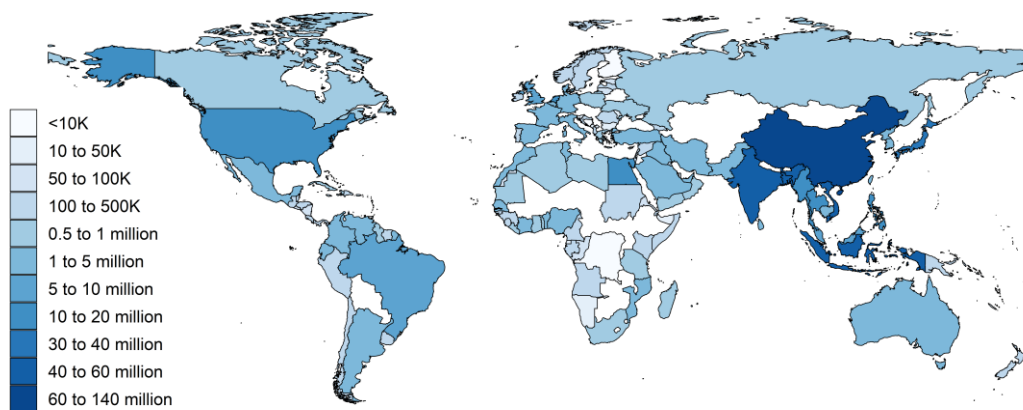 <10K
10 to 50K
50 to 100K
100 to 500K
0.5 to 1 million
1 to 5 million
5 to 10 million
10 to 20 million
30 to 40 million
40 to 60 million
60 to 140 million